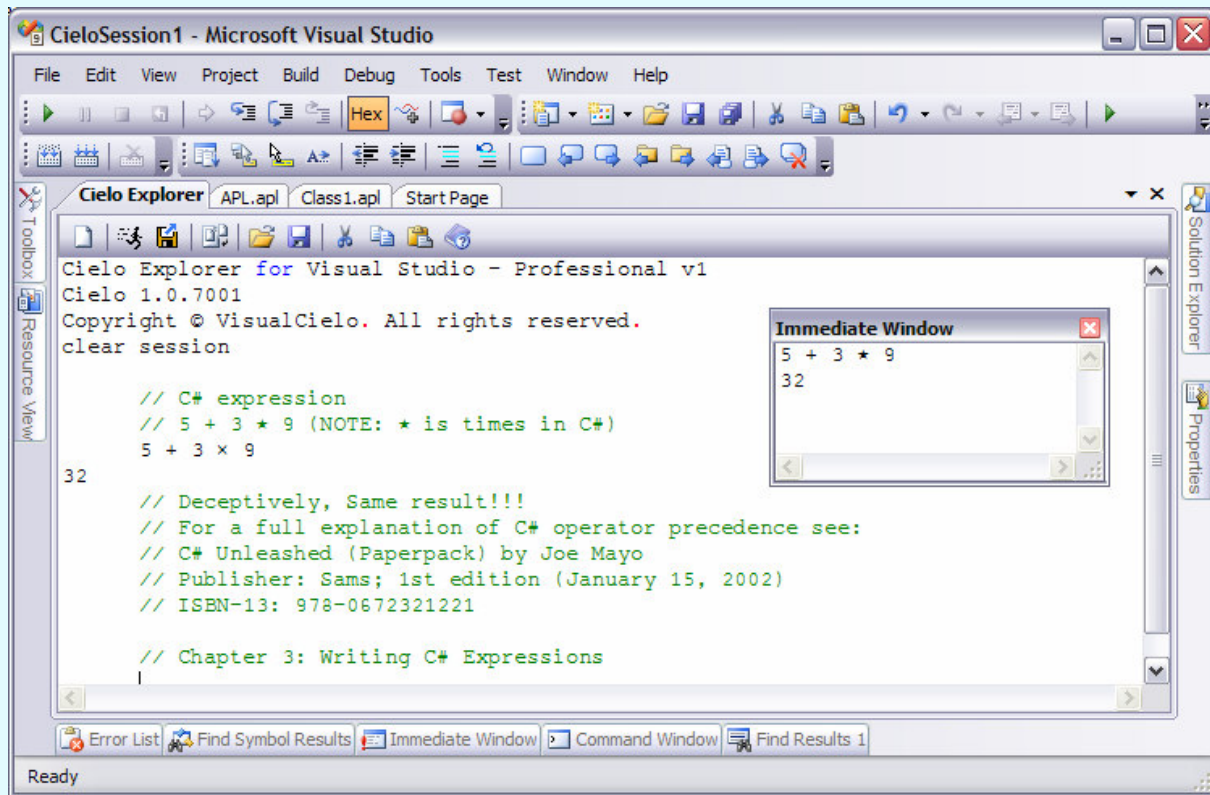 CieloSession1 - Microsoft Visual Studio
File Edit View Project Build Debug Tools Test Window Help
Hex
Cielo Explorer APL.apl Class1.apl Start Page
Toolbox
Resource View
Solution Explorer
Properties
Cielo Explorer for Visual Studio - Professional v1
Cielo 1.0.7001
Copyright © VisualCielo. All rights reserved.
clear session
// C# expression
// 5 + 3 ⋆ 9 (NOTE: ⋆ is times in C#)
5 + 3 × 9
32
// Deceptively, Same result!!!
// For a full explanation of C# operator precedence see:
// C# Unleashed (Paperpack) by Joe Mayo
// Publisher: Sams; 1st edition (January 15, 2002)
// ISBN-13: 978-0672321221
// Chapter 3: Writing C# Expressions
Immediate Window
5 + 3 ⋆ 9
32
Error List Find Symbol Results Immediate Window Command Window Find Results 1
Ready